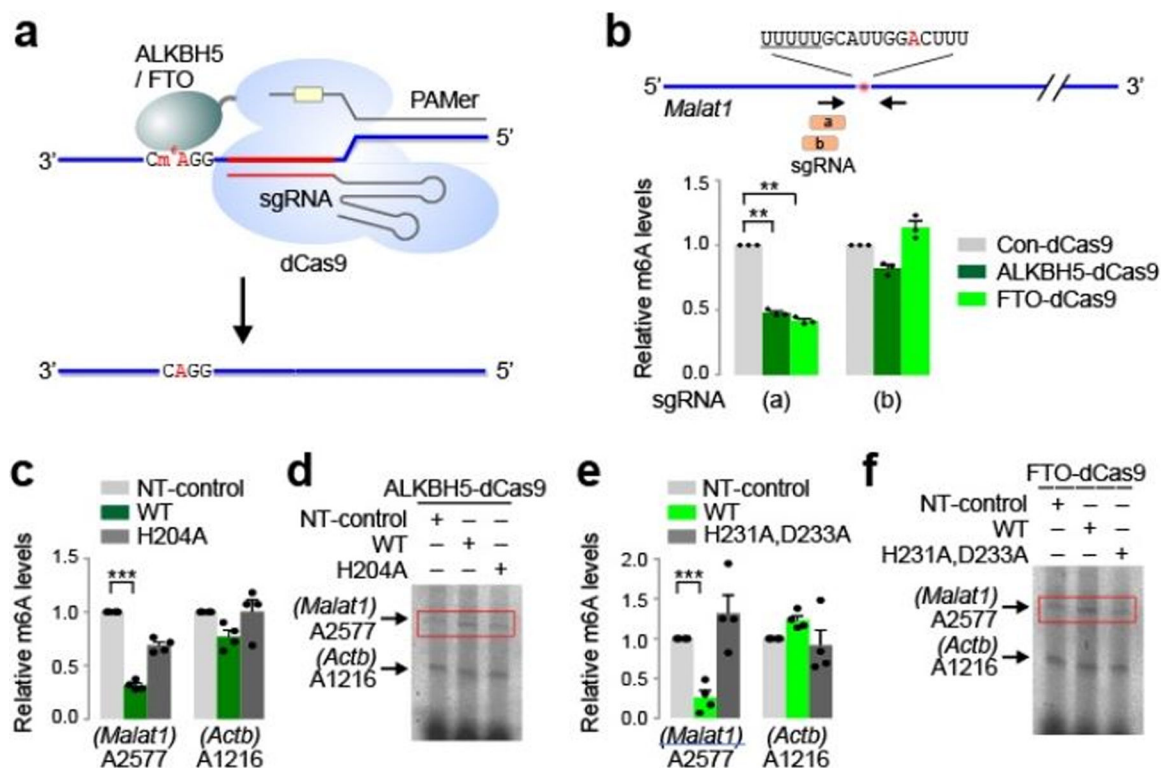 a
ALKBH5
/ FTO
PAMer
5’
3’
Cm⁶AGG
sgRNA
dCas9
3’
CAGG
5’
b
UUUUUGCAUUGGACUUU
5’
3’
Malat1
a
b
sgRNA
Relative m6A levels
1.5
1.0
0.5
0.0
**
**
sgRNA
(a)
(b)
Con-dCas9
ALKBH5-dCas9
FTO-dCas9
c
NT-control
WT
H204A
Relative m6A levels
1.5
1.0
0.5
0.0
***
(Malat1)
A2577
(Actb)
A1216
d
ALKBH5-dCas9
NT-control + – –
WT – + –
H204A – – +
(Malat1)
A2577
(Actb)
A1216
e
NT-control
WT
H231A,D233A
Relative m6A levels
2.0
1.5
1.0
0.5
0.0
***
(Malat1)
A2577
(Actb)
A1216
f
FTO-dCas9
NT-control + – –
WT – + –
H231A,D233A – – +
(Malat1)
A2577
(Actb)
A1216